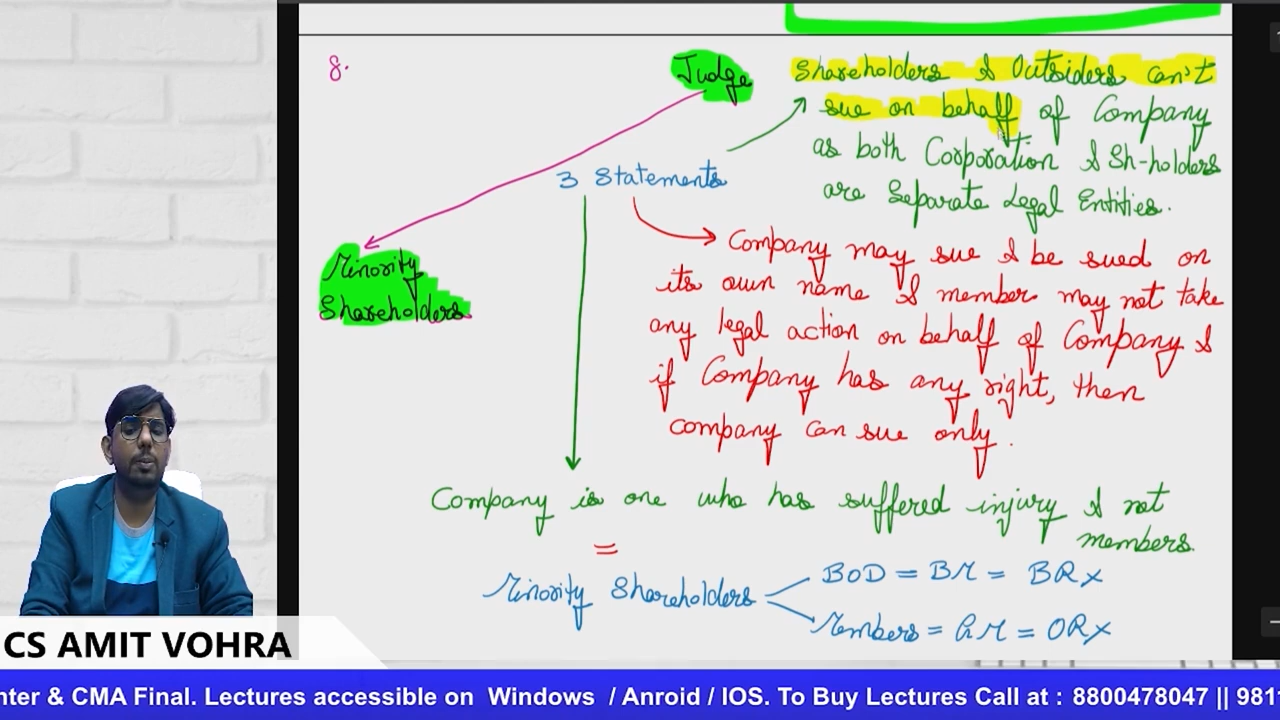 8.
Judge
Shareholders & Outsiders can't
sue on behalf of Company
as both Corporation & Sh-holders
are Separate Legal Entities.
3 Statements
Minority
Shareholders
Company may sue & be sued on
its own name & member may not take
any legal action on behalf of Company &
if Company has any right, then
company can sue only.
Company is one who has suffered injury & not
members.
=
Minority Shareholders
BOD = BM = BR×
Members = GM = OR×
CS AMIT VOHRA
nter & CMA Final. Lectures accessible on Windows / Anroid / IOS. To Buy Lectures Call at : 8800478047 || 981